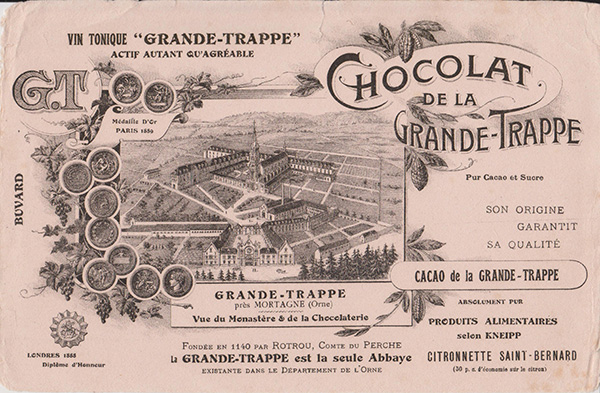 VIN TONIQUE "GRANDE-TRAPPE"
ACTIF AUTANT QU'AGRÉABLE
G.T
Médaille D'Or
PARIS 1889
BUVARD
CHOCOLAT
DE LA
GRANDE-TRAPPE
Pur Cacao et Sucre
SON ORIGINE
GARANTIT
SA QUALITÉ
CACAO de la GRANDE-TRAPPE
ABSOLUMENT PUR
PRODUITS ALIMENTAIRES
selon KNEIPP
CITRONNETTE SAINT-BERNARD
(30 p. % d'économie sur le citron)
GRANDE-TRAPPE
près MORTAGNE (Orne)
Vue du Monastère & de la Chocolaterie
FONDÉE EN 1140 PAR ROTROU, COMTE DU PERCHE
la GRANDE-TRAPPE est la seule Abbaye
EXISTANTE DANS LE DÉPARTEMENT DE L'ORNE
LONDRES 1888
Diplôme d'Honneur